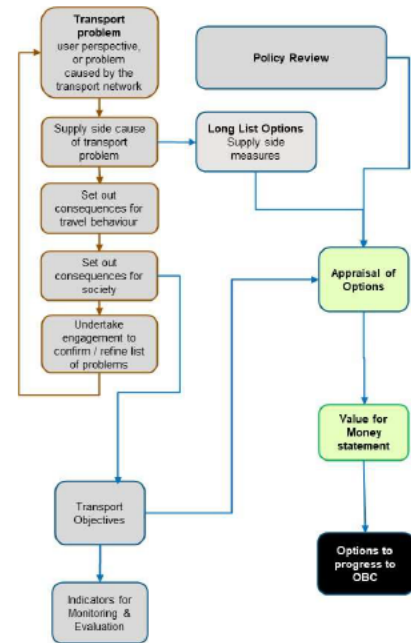 Transport
problem
user perspective,
or problem
caused by the
transport network
Policy Review
Supply side cause
of transport
problem
Long List Options
Supply side
measures
Set out
consequences for
travel behaviour
Set out
consequences for
society
Appraisal of
Options
Undertake
engagement to
confirm / refine list
of problems
Value for
Money
statement
Transport
Objectives
Options to
progress to
OBC
Indicators for
Monitoring &
Evaluation